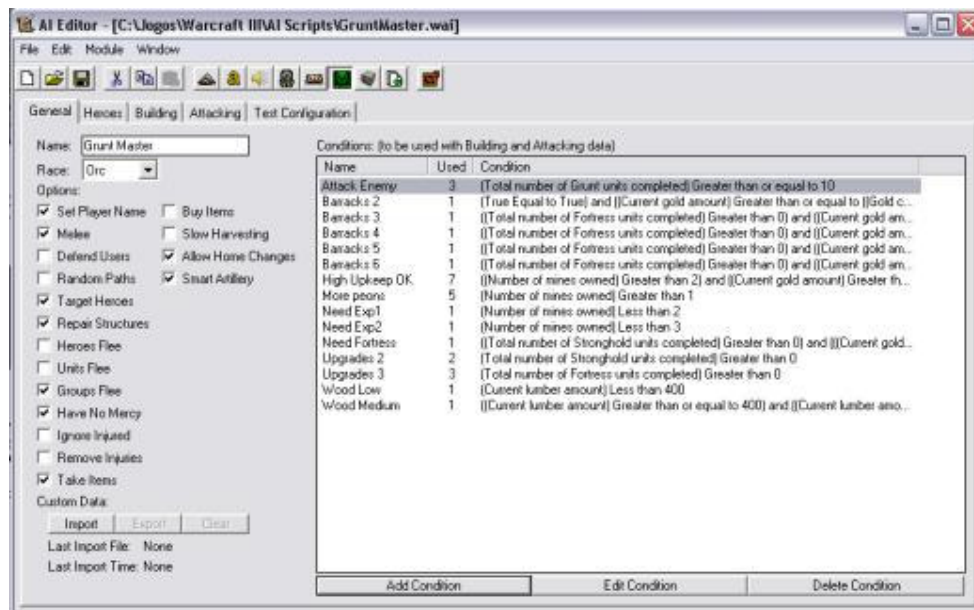 AI Editor - [C:\Jogos\Warcraft III\AI Scripts\GruntMaster.wai]
File Edit Module Window
General Heroes Building Attacking Test Configuration
Name: Grunt Master
Race: Orc
Options:
Set Player Name Buy Items
Melee Slow Harvesting
Defend Users Allow Home Changes
Random Paths Smart Artillery
Target Heroes
Repair Structures
Heroes Flee
Units Flee
Groups Flee
Have No Mercy
Ignore Injured
Remove Injuries
Take Items
Custom Data:
Import Export Clear
Last Import File: None
Last Import Time: None
Conditions: (to be used with Building and Attacking data)
Name Used Condition
Attack Enemy 3 (Total number of Grunt units completed) Greater than or equal to 10
Barracks 2 1 (True Equal to True) and ((Current gold amount) Greater than or equal to ((Gold c...
Barracks 3 1 ((Total number of Fortress units completed) Greater than 0) and ((Current gold am...
Barracks 4 1 ((Total number of Fortress units completed) Greater than 0) and ((Current gold am...
Barracks 5 1 ((Total number of Fortress units completed) Greater than 0) and ((Current gold am...
Barracks 6 1 ((Total number of Fortress units completed) Greater than 0) and ((Current gold am...
High Upkeep OK 7 ((Number of mines owned) Greater than 2) and ((Current gold amount) Greater th...
More peons 5 (Number of mines owned) Greater than 1
Need Exp1 1 (Number of mines owned) Less than 2
Need Exp2 1 (Number of mines owned) Less than 3
Need Fortress 1 ((Total number of Stronghold units completed) Greater than 0) and (((Current gold...
Upgrades 2 2 (Total number of Stronghold units completed) Greater than 0
Upgrades 3 3 (Total number of Fortress units completed) Greater than 0
Wood Low 1 (Current lumber amount) Less than 400
Wood Medium 1 ((Current lumber amount) Greater than or equal to 400) and ((Current lumber amo...
Add Condition Edit Condition Delete Condition